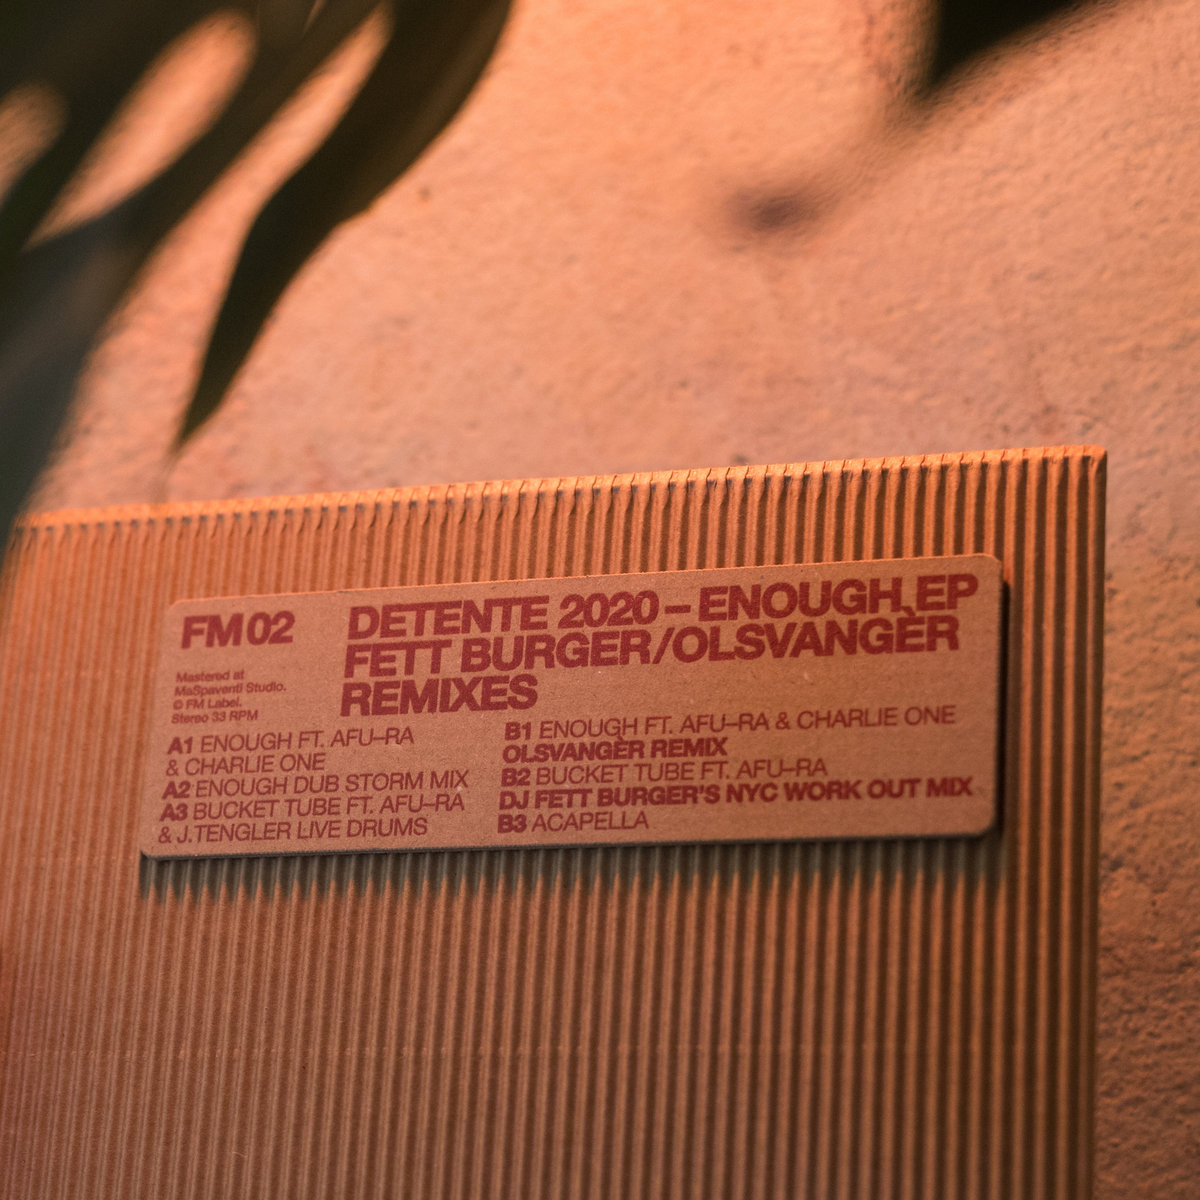 FM 02
Mastered at
MaSpaventi Studio.
© FM Label.
Stereo 33 RPM
DETENTE 2020 – ENOUGH EP
FETT BURGER/OLSVANGÈR
REMIXES
A1 ENOUGH FT. AFU–RA
& CHARLIE ONE
A2 ENOUGH DUB STORM MIX
A3 BUCKET TUBE FT. AFU–RA
& J.TENGLER LIVE DRUMS
B1 ENOUGH FT. AFU–RA & CHARLIE ONE
OLSVANGÈR REMIX
B2 BUCKET TUBE FT. AFU–RA
DJ FETT BURGER'S NYC WORK OUT MIX
B3 ACAPELLA